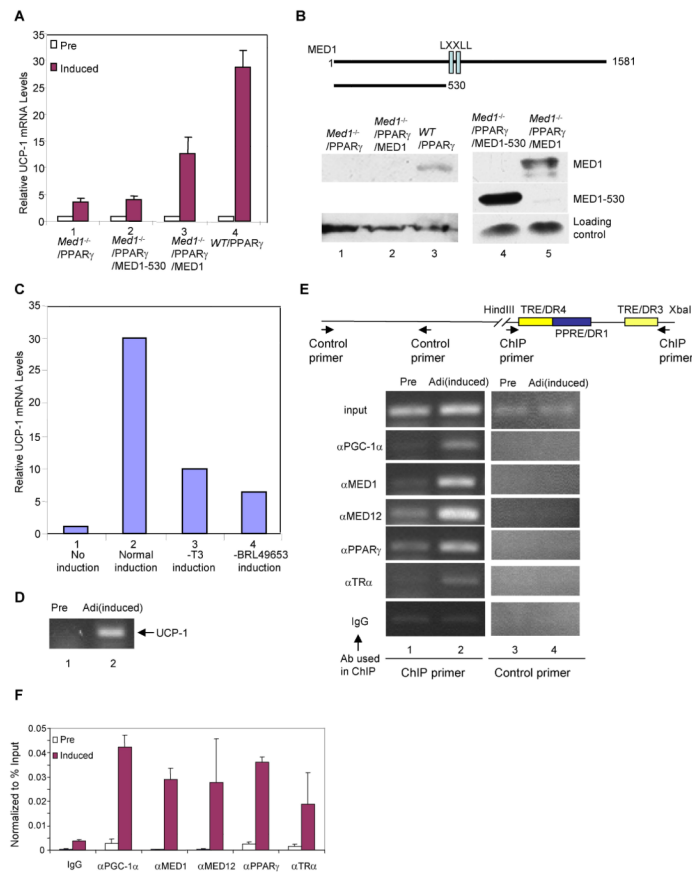 A
Relative UCP-1 mRNA Levels
35
30
25
20
15
10
5
0
Pre
Induced
1
2
3
4
Med1-/-
/PPARγ
Med1-/-
/PPARγ
/MED1-530
Med1-/-
/PPARγ
/MED1
WT/PPARγ
B
LXXLL
MED1
1
1581
530
Med1-/-
/PPARγ
Med1-/-
/PPARγ
/MED1
WT
/PPARγ
Med1-/-
/PPARγ
/MED1-530
Med1-/-
/PPARγ
/MED1
MED1
MED1-530
Loading
control
1
2
3
4
5
C
Relative UCP-1 mRNA Levels
35
30
25
20
15
10
5
0
1
2
3
4
No
induction
Normal
induction
-T3
induction
-BRL49653
induction
D
Pre
Adi(induced)
UCP-1
1
2
E
HindIII
TRE/DR4
TRE/DR3
XbaI
PPRE/DR1
Control
primer
Control
primer
ChIP
primer
ChIP
primer
Pre
Adi(induced)
Pre
Adi(induced)
input
αPGC-1α
αMED1
αMED12
αPPARγ
αTRα
IgG
Ab used
in ChIP
1
2
3
4
ChIP primer
Control primer
F
Normalized to % Input
0.05
0.04
0.03
0.02
0.01
0
Pre
Induced
IgG
αPGC-1α
αMED1
αMED12
αPPARγ
αTRα